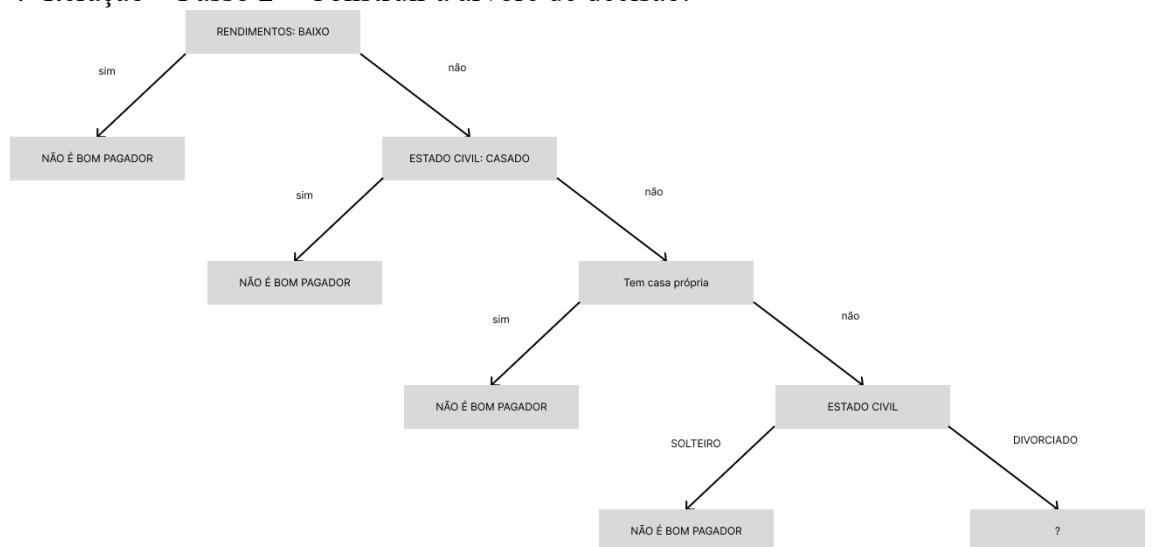 RENDIMENTOS: BAIXO
sim
não
NÃO É BOM PAGADOR
ESTADO CIVIL: CASADO
sim
não
NÃO É BOM PAGADOR
Tem casa própria
sim
não
NÃO É BOM PAGADOR
ESTADO CIVIL
SOLTEIRO
DIVORCIADO
NÃO É BOM PAGADOR
?